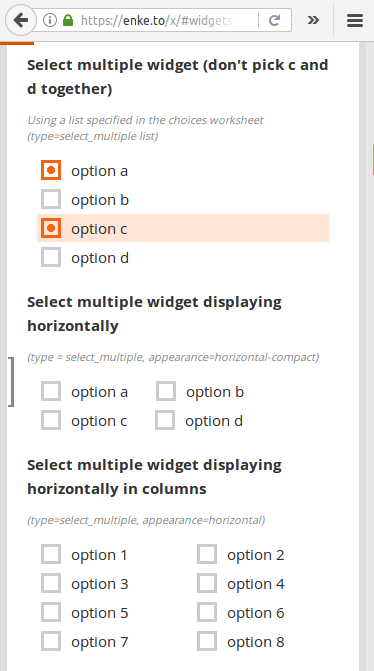 https://enke.to/x/#widgets
Select multiple widget (don't pick c and
d together)
Using a list specified in the choices worksheet
(type=select_multiple list)
option a
option b
option c
option d
Select multiple widget displaying
horizontally
(type = select_multiple, appearance=horizontal-compact)
option a option b
option c option d
Select multiple widget displaying
horizontally in columns
(type=select_multiple, appearance=horizontal)
option 1 option 2
option 3 option 4
option 5 option 6
option 7 option 8